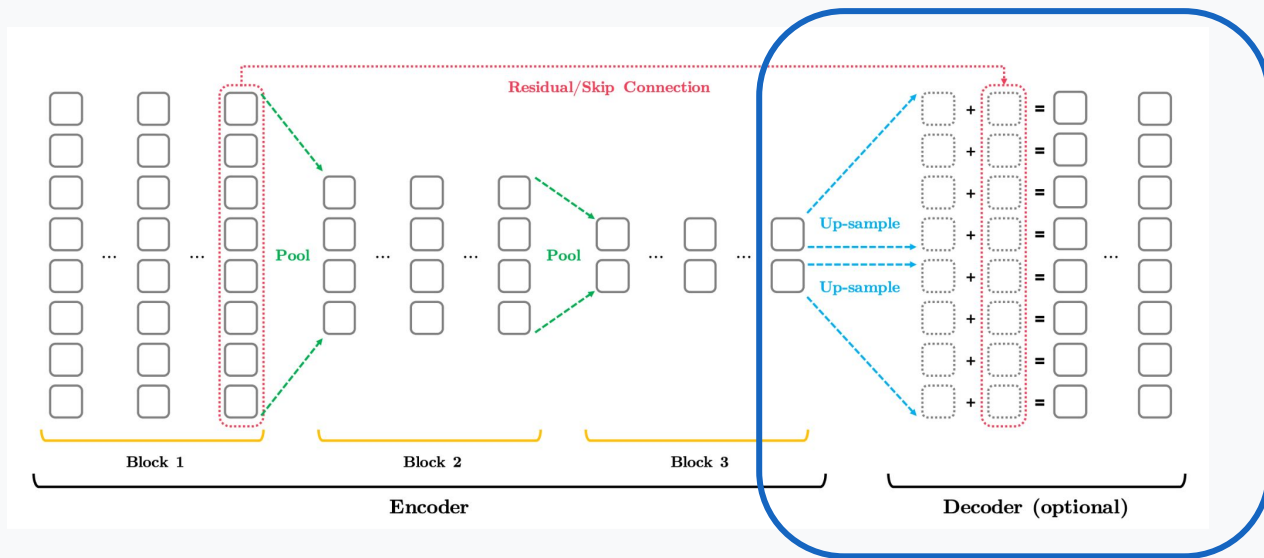 Residual/Skip Connection
+ =
+ =
+ =
... ... Pool ... ... Pool ... ... Up-sample + = ...
+ =
Up-sample
+ =
+ =
+ =
Block 1 Block 2 Block 3
Encoder Decoder (optional)